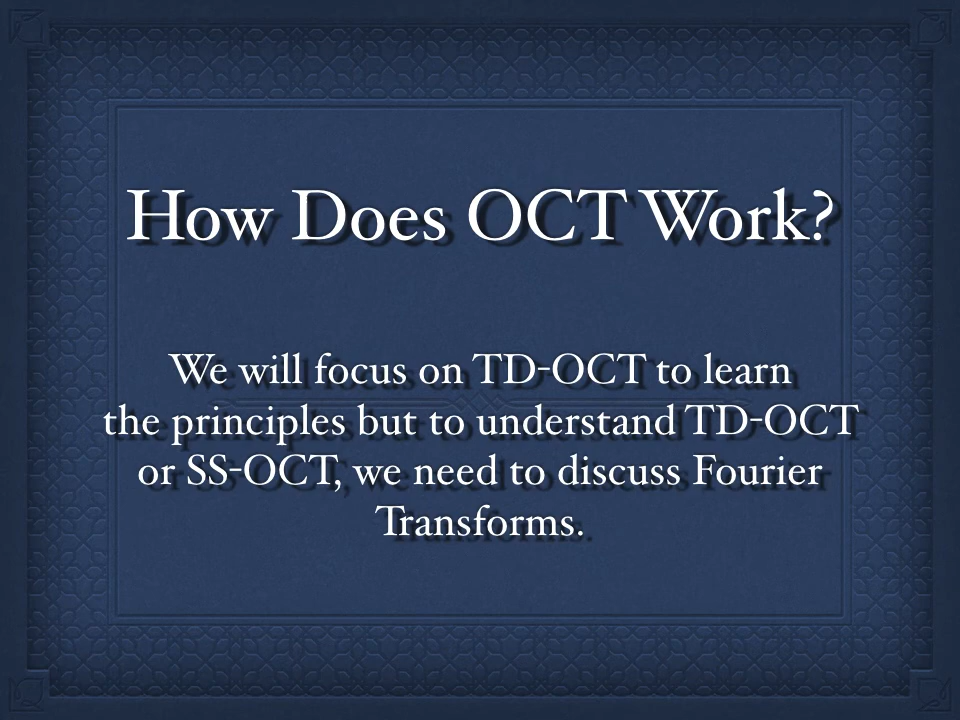 How Does OCT Work?
We will focus on TD-OCT to learn
the principles but to understand TD-OCT
or SS-OCT, we need to discuss Fourier
Transforms.